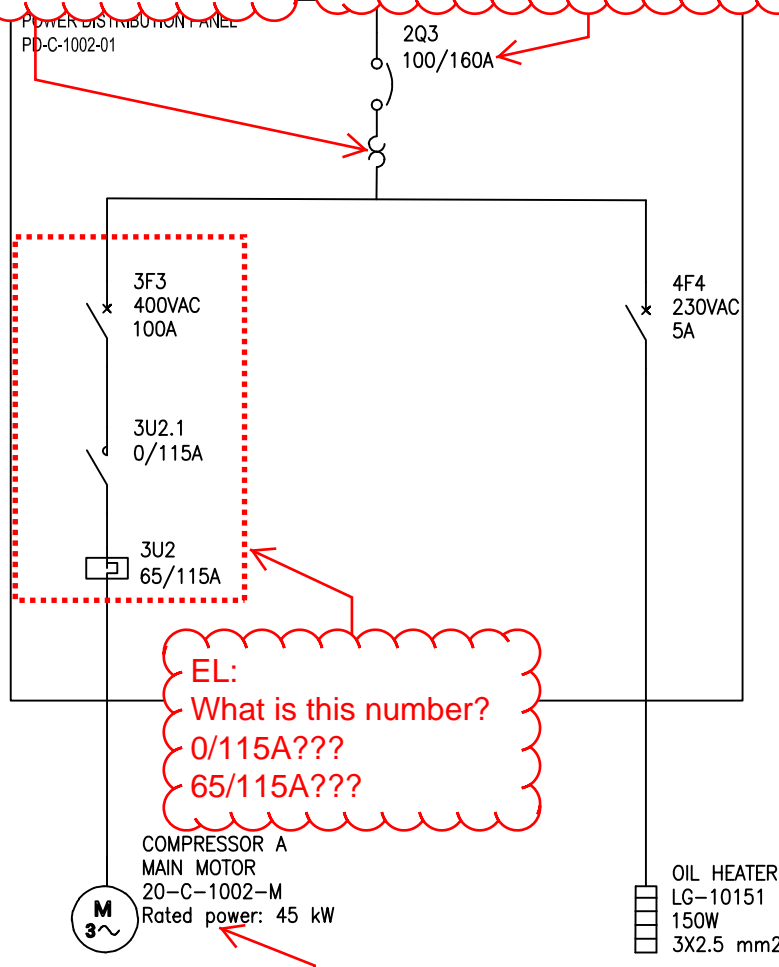 POWER DISTRIBUTION PANEL
PD-C-1002-01
2Q3
100/160A
3F3
400VAC
100A
4F4
230VAC
5A
3U2.1
0/115A
3U2
65/115A
EL:
What is this number?
0/115A???
65/115A???
COMPRESSOR A
MAIN MOTOR
20-C-1002-M
Rated power: 45 kW
M
3~
OIL HEATER
LG-10151
150W
3X2.5 mm2